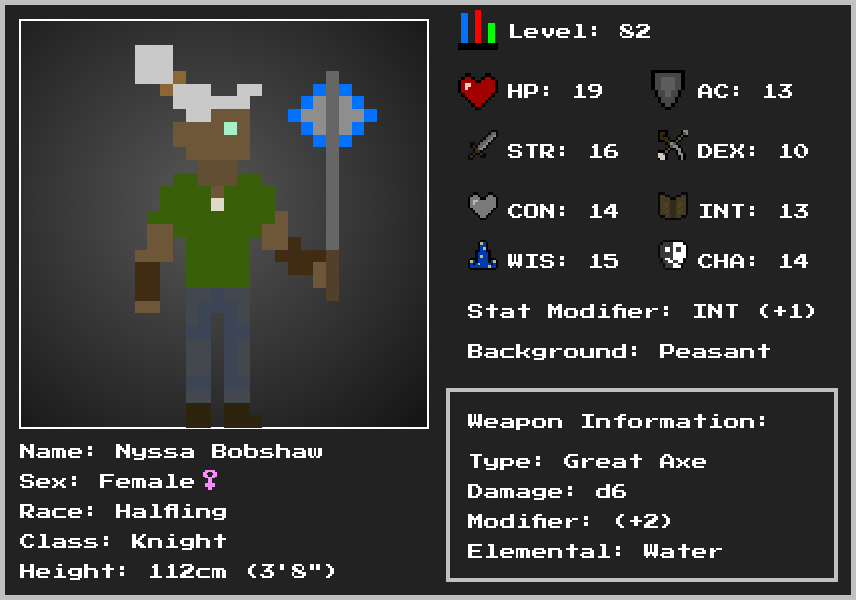 Level: 82
HP: 19 AC: 13
STR: 16 DEX: 10
CON: 14 INT: 13
WIS: 15 CHA: 14
Stat Modifier: INT (+1)
Background: Peasant
Name: Nyssa Bobshaw
Sex: Female♀
Race: Halfling
Class: Knight
Height: 112cm (3'8")
Weapon Information:
Type: Great Axe
Damage: d6
Modifier: (+2)
Elemental: Water